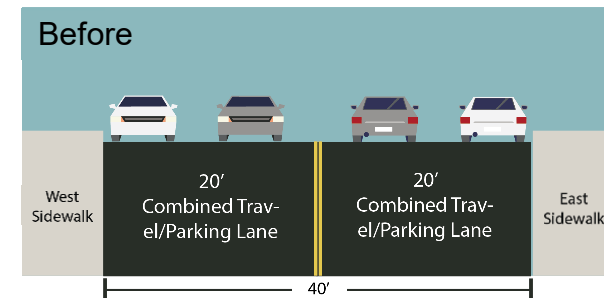 Before
West
Sidewalk
20’
Combined Trav-
el/Parking Lane
20’
Combined Trav-
el/Parking Lane
East
Sidewalk
40’